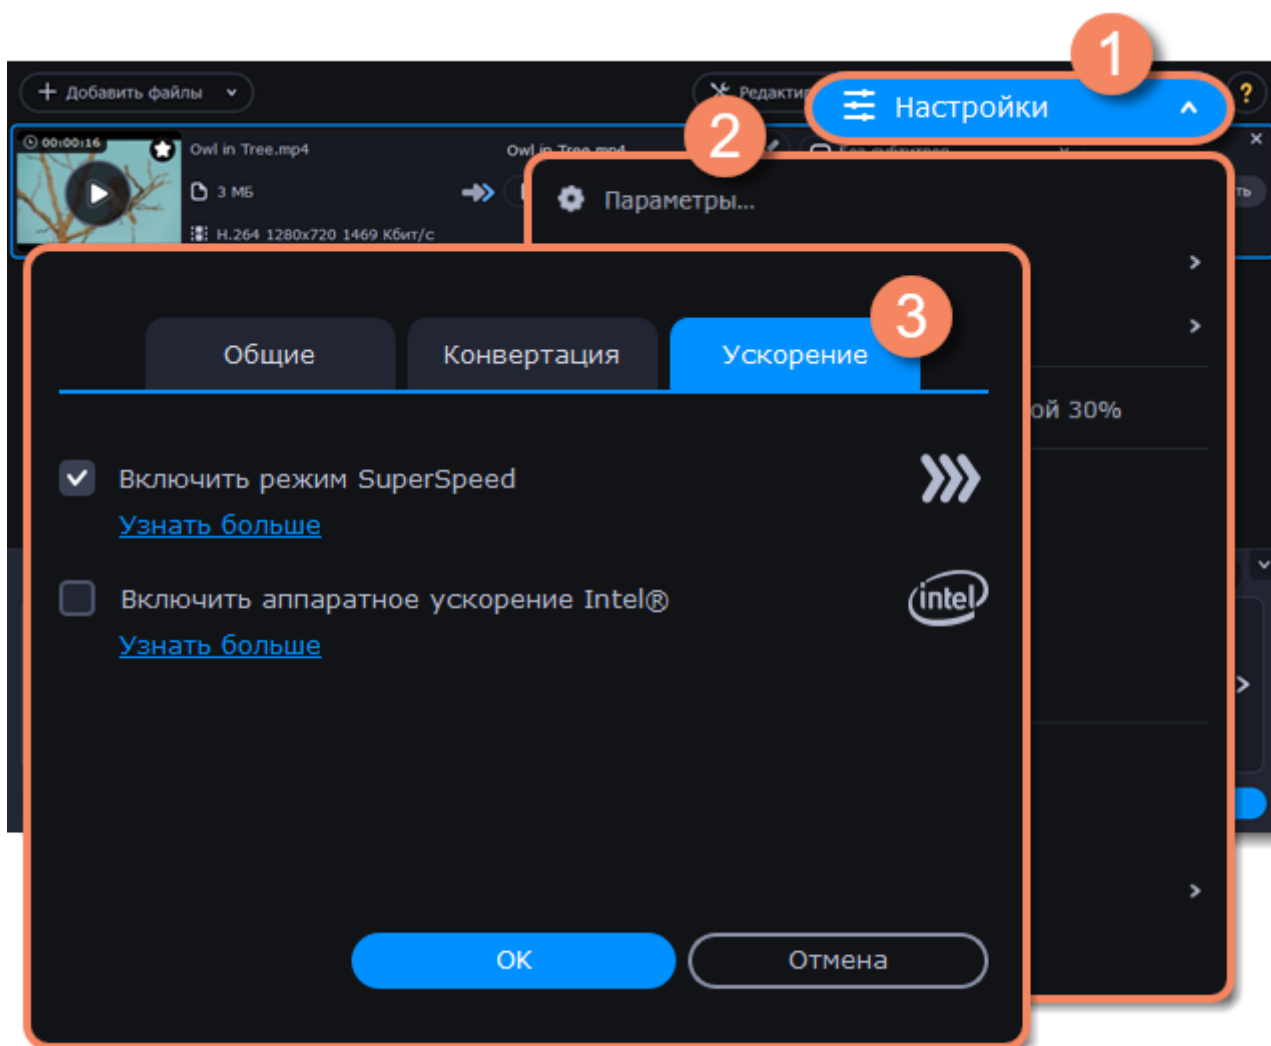 1
Добавить файлы
Настройки
?
2
00:00:16
Owl in Tree.mp4
3 МБ
H.264 1280x720 1469 Кбит/с
Параметры...
3
Общие
Конвертация
Ускорение
ой 30%
Включить режим SuperSpeed
Узнать больше
Включить аппаратное ускорение Intel®
intel
Узнать больше
OK
Отмена